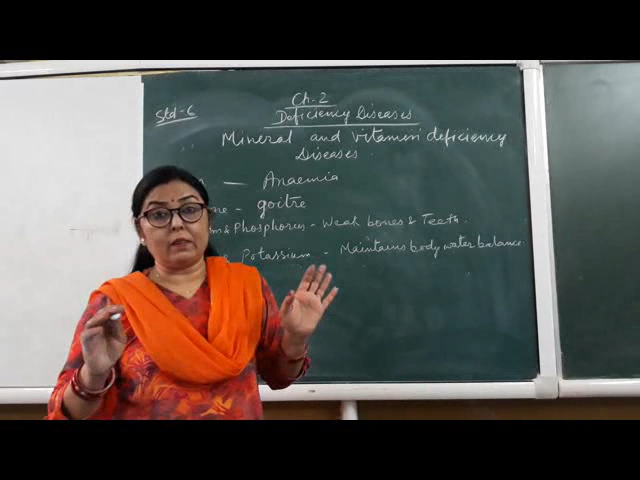 Ch-2
Std-6
Deficiency Diseases
Mineral and Vitamin deficiency
Diseases.
— Anaemia
- goitre
& Phosphorus - Weak bones & Teeth.
& Potassium - Maintains body water balance